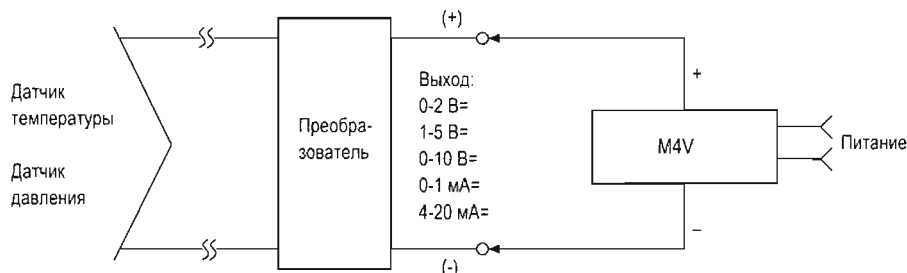 Датчик
температуры
Датчик
давления
Преобра-
зователь
(+)
Выход:
0-2 В=
1-5 В=
0-10 В=
0-1 мА=
4-20 мА=
(-)
+
M4V
–
Питание